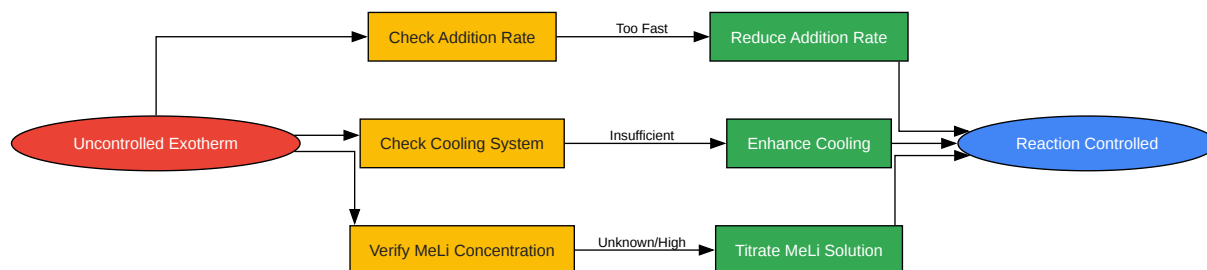 Check Addition Rate
Too Fast
Reduce Addition Rate
Uncontrolled Exotherm
Check Cooling System
Insufficient
Enhance Cooling
Reaction Controlled
Verify MeLi Concentration
Unknown/High
Titrate MeLi Solution